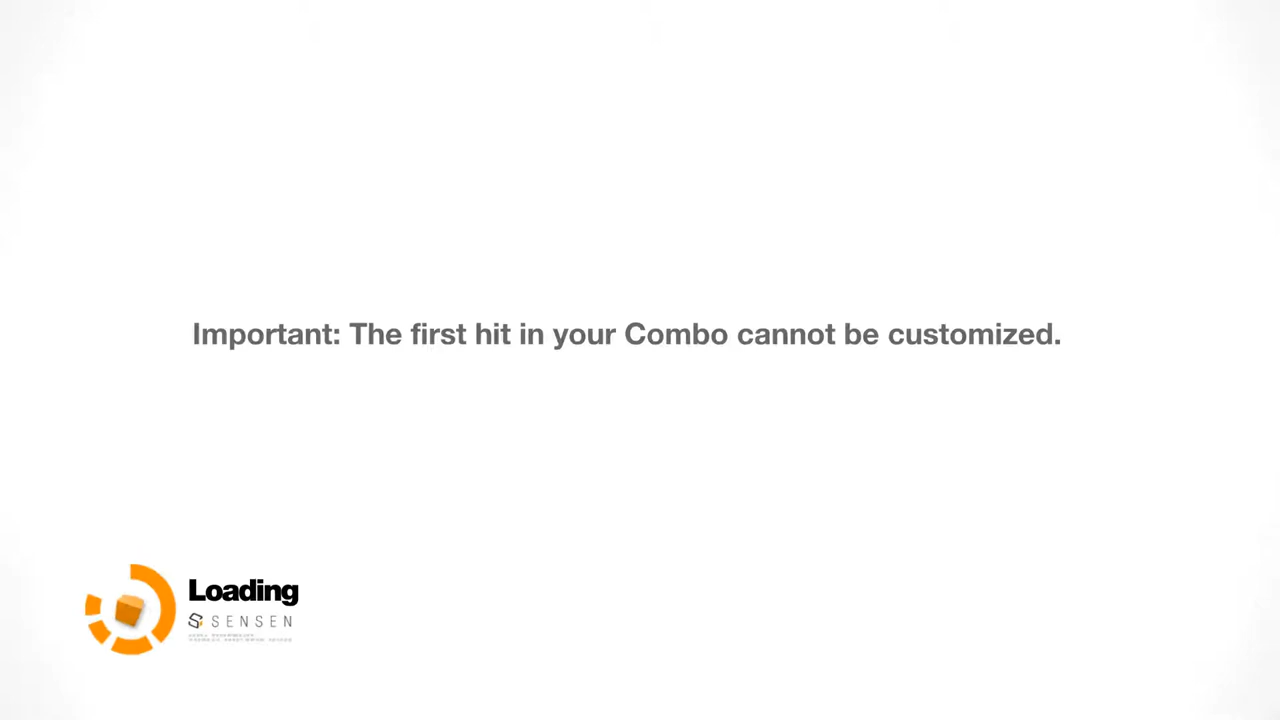 Important: The first hit in your Combo cannot be customized.
Loading
SENSEN